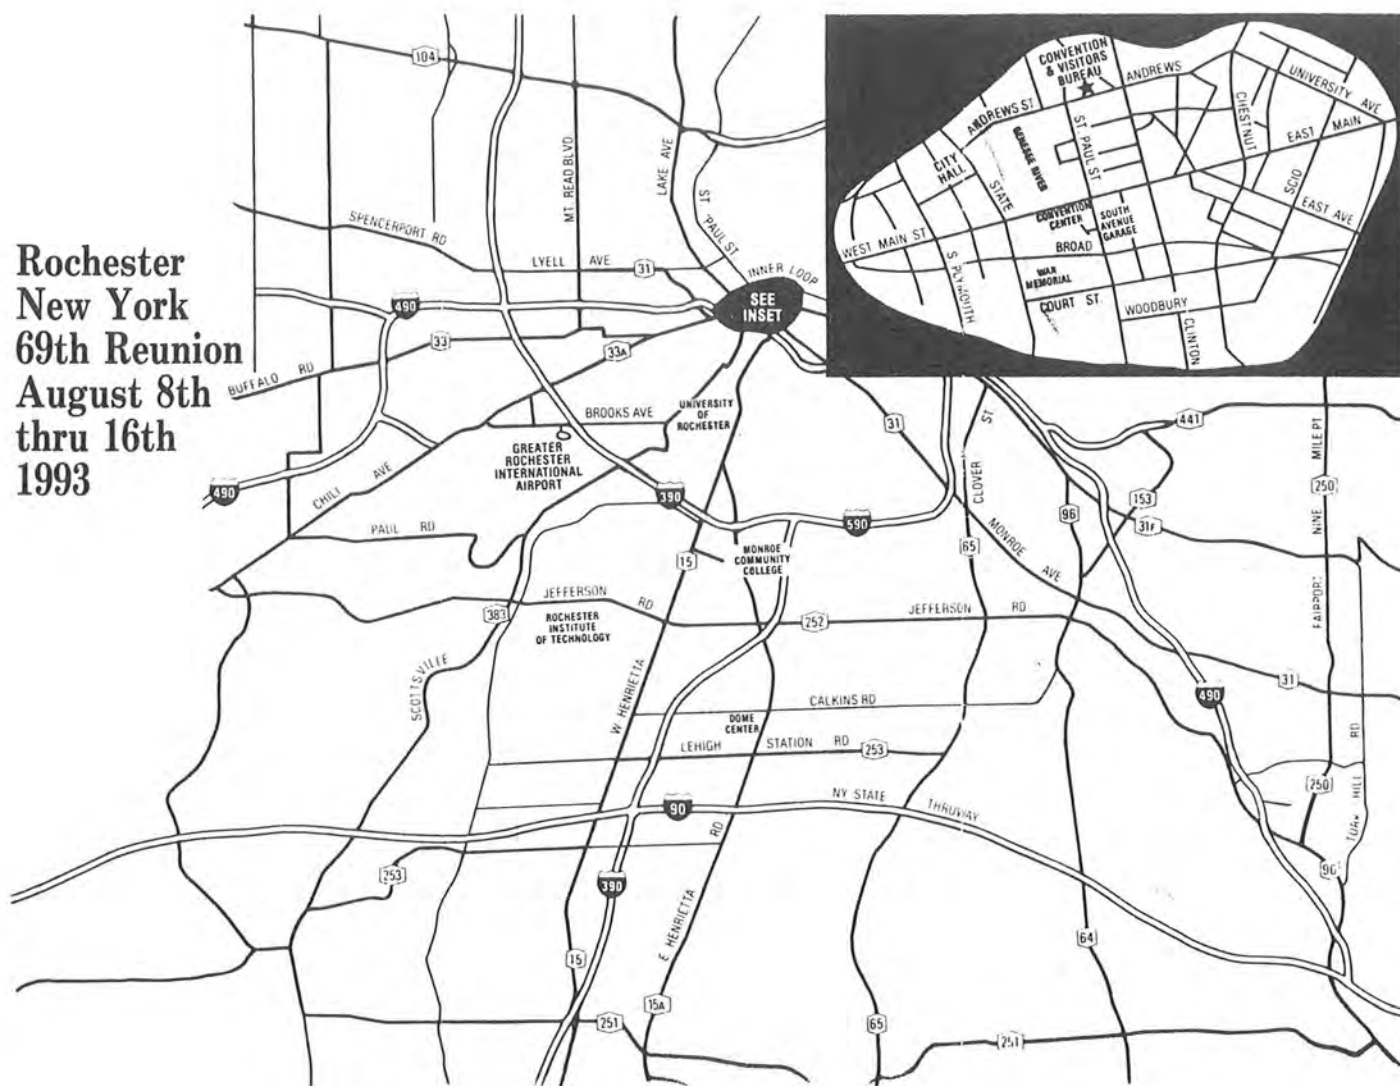 Rochester
New York
69th Reunion
August 8th
thru 16th
1993
104
SPENCERPORT RD
LYELL AVE
31
MT. READ BLVD
LAKE AVE
ST. PAUL ST.
INNER LOOP
SEE
INSET
490
33
33A
BUFFALO RD
BROOKS AVE
UNIVERSITY
OF
ROCHESTER
GREATER
ROCHESTER
INTERNATIONAL
AIRPORT
490
CHILI AVE
PAUL RD
390
590
31
CLOVER ST
65
MONROE AVE
96
441
153
31F
FAIRPORT NINE MILE PT
250
15
MONROE
COMMUNITY
COLLEGE
383
JEFFERSON RD
ROCHESTER
INSTITUTE
OF TECHNOLOGY
252
JEFFERSON RD
SCOTTSVILLE
W HENRIETTA
CALKINS RD
DOME
CENTER
LEHIGH STATION RD
253
490
31
250
TURK HILL RD
96
90
NY STATE THRUWAY
253
390
E HENRIETTA RD
15
15A
251
65
64
251
CONVENTION
& VISITORS
BUREAU
ANDREWS ST
ANDREWS
UNIVERSITY AVE
EAST MAIN
CHESTNUT
SCIO
EAST AVE
GENESEE RIVER
ST. PAUL ST
CITY
HALL
STATE
CONVENTION
CENTER
SOUTH
AVENUE
GARAGE
WEST MAIN ST
BROAD
S PLYMOUTH
WAR
MEMORIAL
COURT ST.
WOODBURY
CLINTON